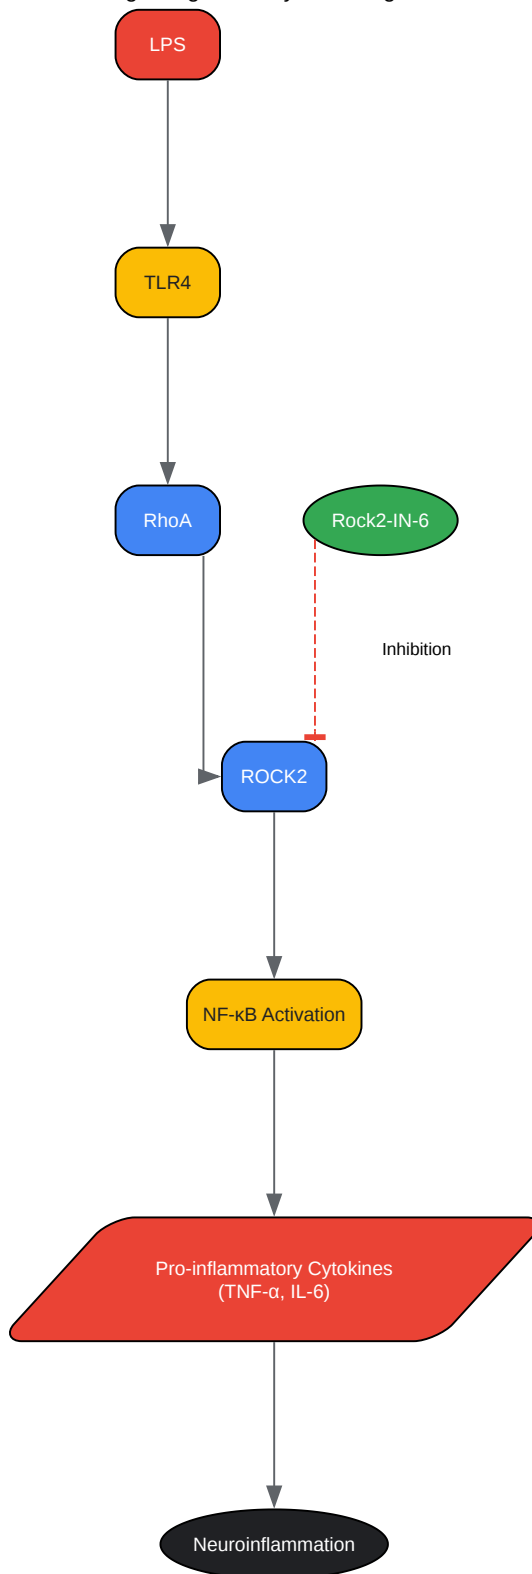 LPS
TLR4
RhoA
Rock2-IN-6
Inhibition
ROCK2
NF-κB Activation
Pro-inflammatory Cytokines
(TNF-α, IL-6)
Neuroinflammation